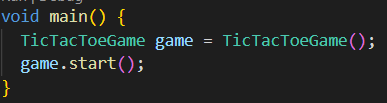 void main() {
  TicTacToeGame game = TicTacToeGame();
  game.start();
}